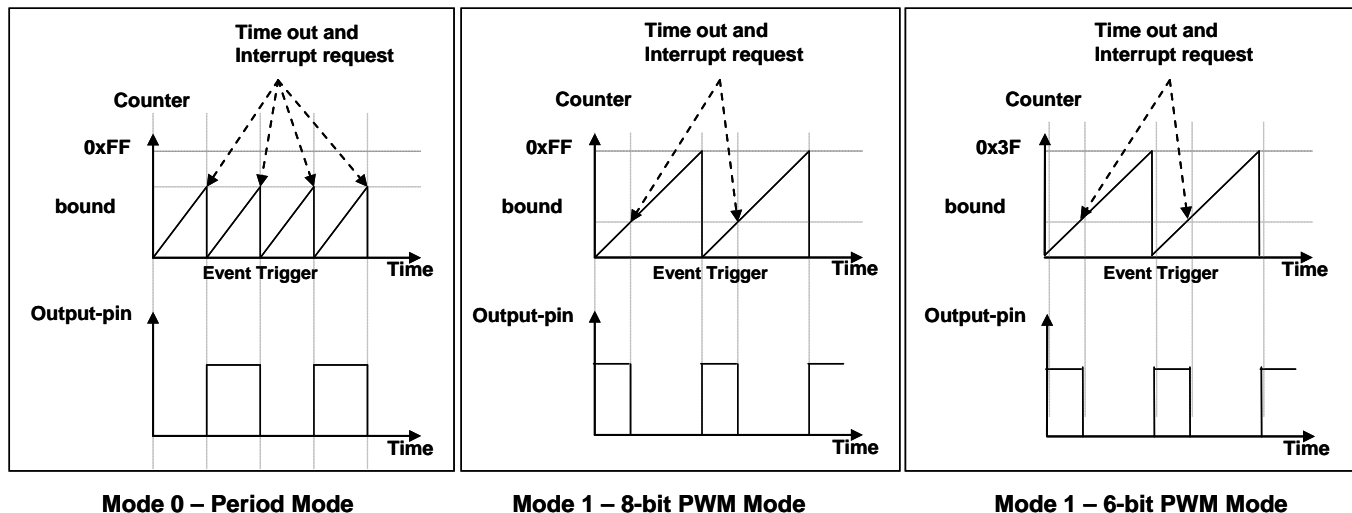 Time out and
Interrupt request
Counter
0xFF
bound
Time
Event Trigger
Output-pin
Time
Mode 0 – Period Mode
Time out and
Interrupt request
Counter
0xFF
bound
Time
Event Trigger
Output-pin
Time
Mode 1 – 8-bit PWM Mode
Time out and
Interrupt request
Counter
0x3F
bound
Time
Event Trigger
Output-pin
Time
Mode 1 – 6-bit PWM Mode